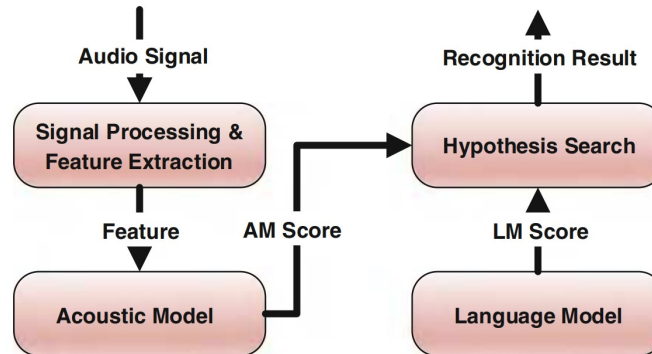 Audio Signal
Signal Processing &
Feature Extraction
Feature
Acoustic Model
AM Score
Recognition Result
Hypothesis Search
LM Score
Language Model